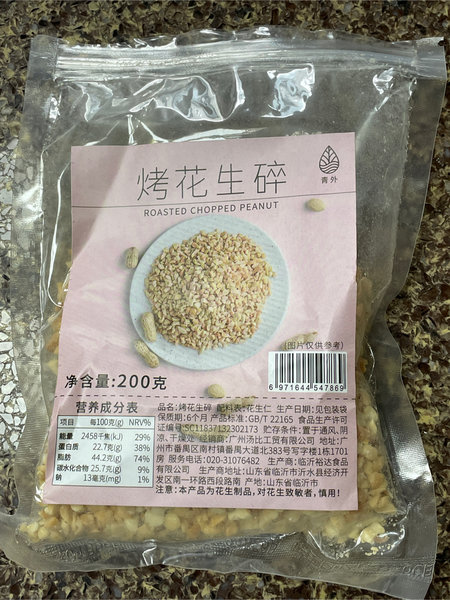 青外
烤花生碎
ROASTED CHOPPED PEANUT
(图片仅供参考)
净含量:200克
6 971644 547869
营养成分表
项目 每100克(g) NRV%
能量 2458千焦(kJ) 29%
蛋白质 22.7克(g) 38%
脂肪 44.2克(g) 74%
碳水化合物 25.7克(g) 9%
钠 13毫克(mg) 1%
品名:烤花生碎 配料表:花生仁 生产日期:见包装袋
保质期:6个月 产品标准:GB/T 22165 食品生产许可
证编号:SC11837132302173 贮存条件:置于通风、阴
凉、干燥处 经销商:广州汤比工贸有限公司 地址:广
州市番禺区南村镇番禺大道北383号写字楼1栋1701
房 服务热线:020-31076482 生产商:临沂裕达食品
有限公司 地址:山东省临沂市沂水县经济开
发区南一环路西段路南 产地:山东省临沂市
注意:本产品为花生制品,对花生致敏者,慎用!